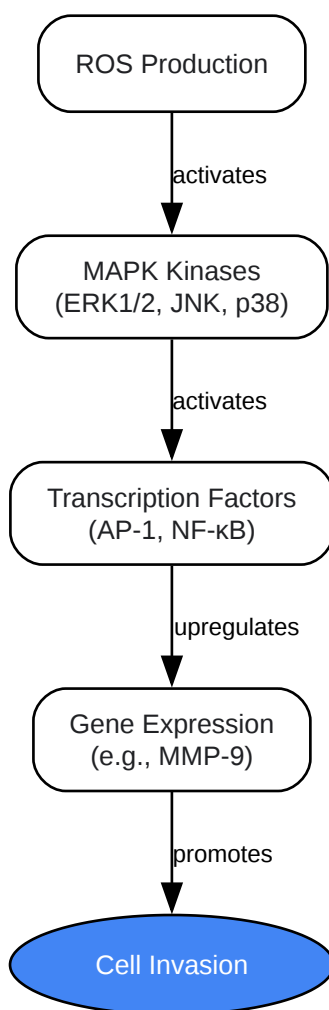 ROS Production
activates
MAPK Kinases
(ERK1/2, JNK, p38)
activates
Transcription Factors
(AP-1, NF-κB)
upregulates
Gene Expression
(e.g., MMP-9)
promotes
Cell Invasion